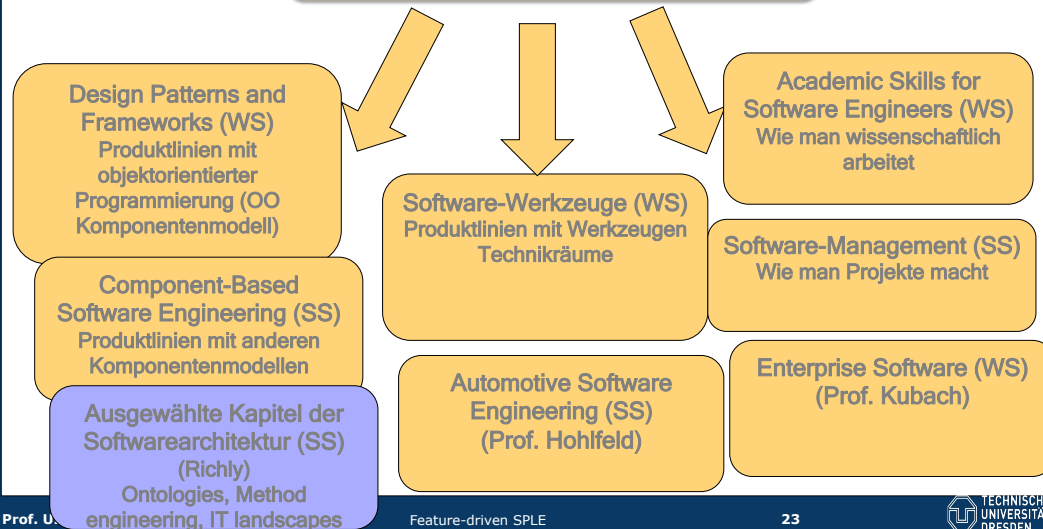 Design Patterns and
Frameworks (WS)
Produktlinien mit
objektorientierter
Programmierung (OO
Komponentenmodell)
Component-Based
Software Engineering (SS)
Produktlinien mit anderen
Komponentenmodellen
Ausgewählte Kapitel der
Softwarearchitektur (SS)
(Richly)
Ontologies, Method
engineering, IT landscapes
Software-Werkzeuge (WS)
Produktlinien mit Werkzeugen
Technikräume
Automotive Software
Engineering (SS)
(Prof. Hohlfeld)
Academic Skills for
Software Engineers (WS)
Wie man wissenschaftlich
arbeitet
Software-Management (SS)
Wie man Projekte macht
Enterprise Software (WS)
(Prof. Kubach)
Prof. U.
Feature-driven SPLE
23
TECHNISCH
UNIVERSITÄ
DRESDEN